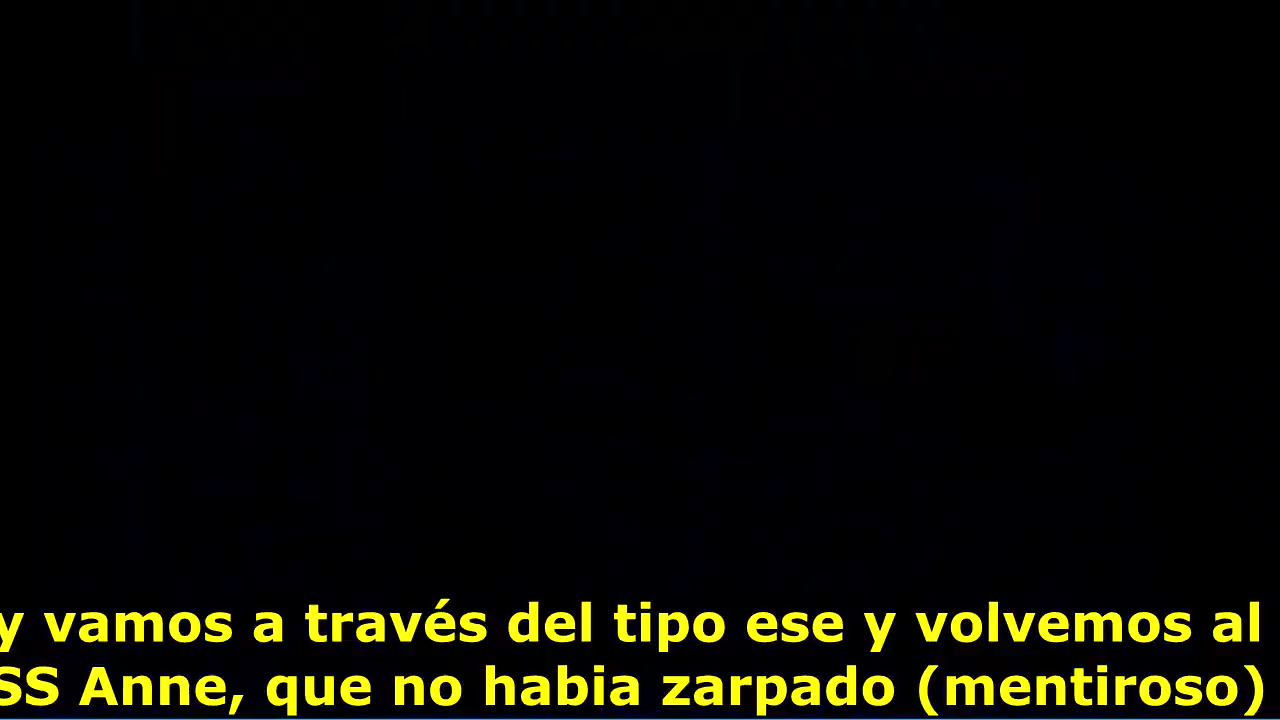 y vamos a través del tipo ese y volvemos al
SS Anne, que no habia zarpado (mentiroso)